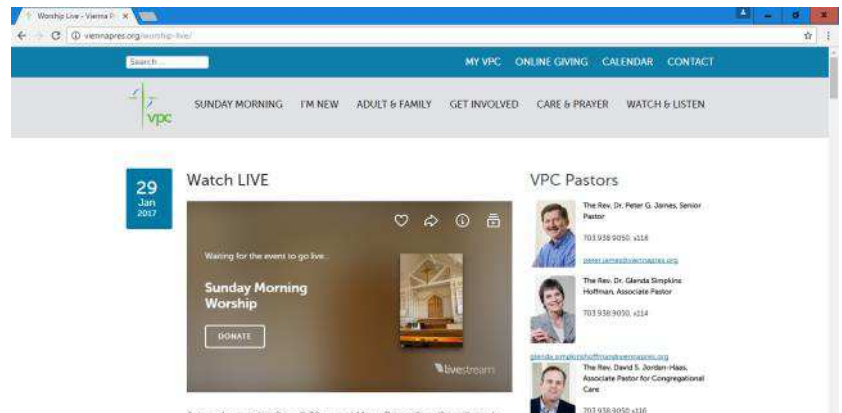 Worship Live - Vienna P
viennapres.org/worship-live/
Search ...
MY VPC ONLINE GIVING CALENDAR CONTACT
vpc
SUNDAY MORNING I'M NEW ADULT & FAMILY GET INVOLVED CARE & PRAYER WATCH & LISTEN
29
Jan
2017
Watch LIVE
Waiting for the event to go live...
Sunday Morning
Worship
DONATE
livestream
VPC Pastors
The Rev. Dr. Peter G. James, Senior
Pastor
703.938.9050, x118
peter.james@viennapres.org
The Rev. Dr. Glenda Simpkins
Hoffman, Associate Pastor
703.938.9050, x114
glenda.simpkinshoffman@viennapres.org
The Rev. David S. Jordan-Haas,
Associate Pastor for Congregational
Care
703.938.9050 x116